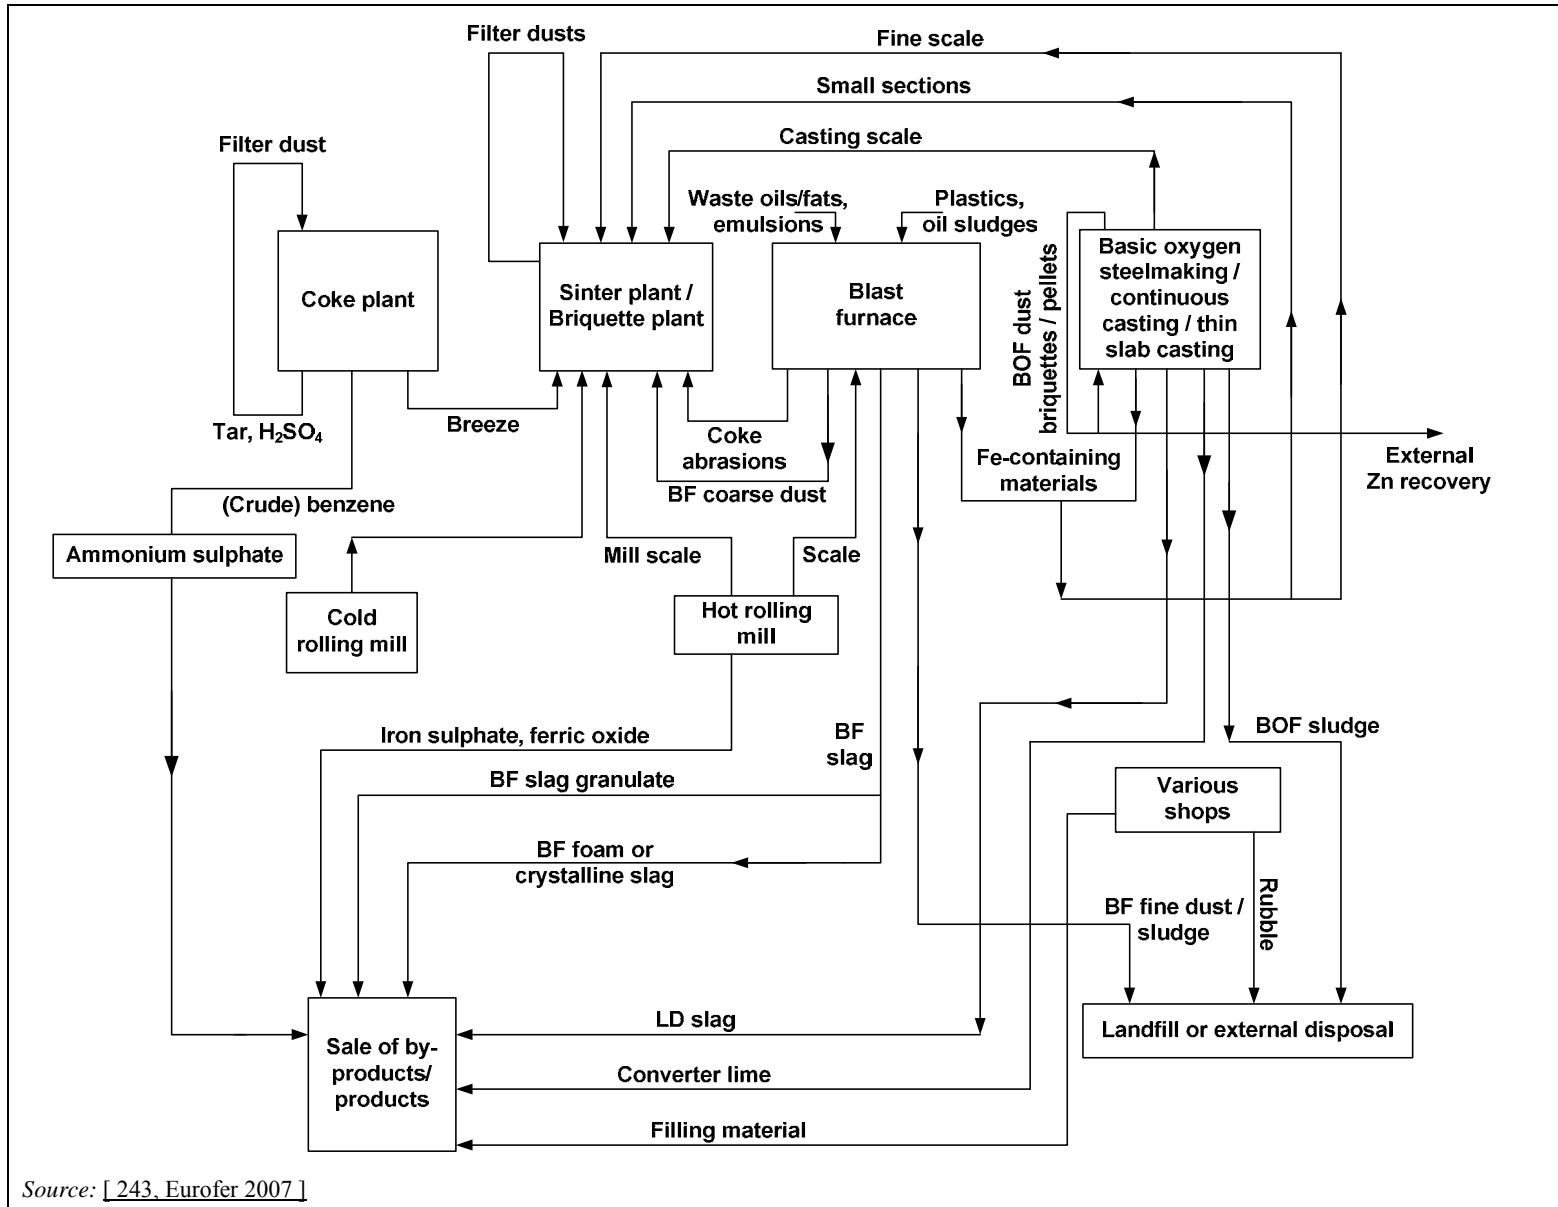 Filter dusts
Fine scale
Small sections
Casting scale
Filter dust
Waste oils/fats,
emulsions
Plastics,
oil sludges
Coke plant
Sinter plant /
Briquette plant
Blast
furnace
BOF dust
briquettes / pellets
Basic oxygen
steelmaking /
continuous
casting / thin
slab casting
Tar, H₂SO₄
Breeze
Coke
abrasions
BF coarse dust
Fe-containing
materials
External
Zn recovery
(Crude) benzene
Ammonium sulphate
Mill scale
Scale
Cold
rolling mill
Hot rolling
mill
Iron sulphate, ferric oxide
BF
slag
BOF sludge
BF slag granulate
Various
shops
BF foam or
crystalline slag
BF fine dust /
sludge
Rubble
LD slag
Landfill or external disposal
Sale of by-
products/
products
Converter lime
Filling material
Source: [ 243, Eurofer 2007 ]